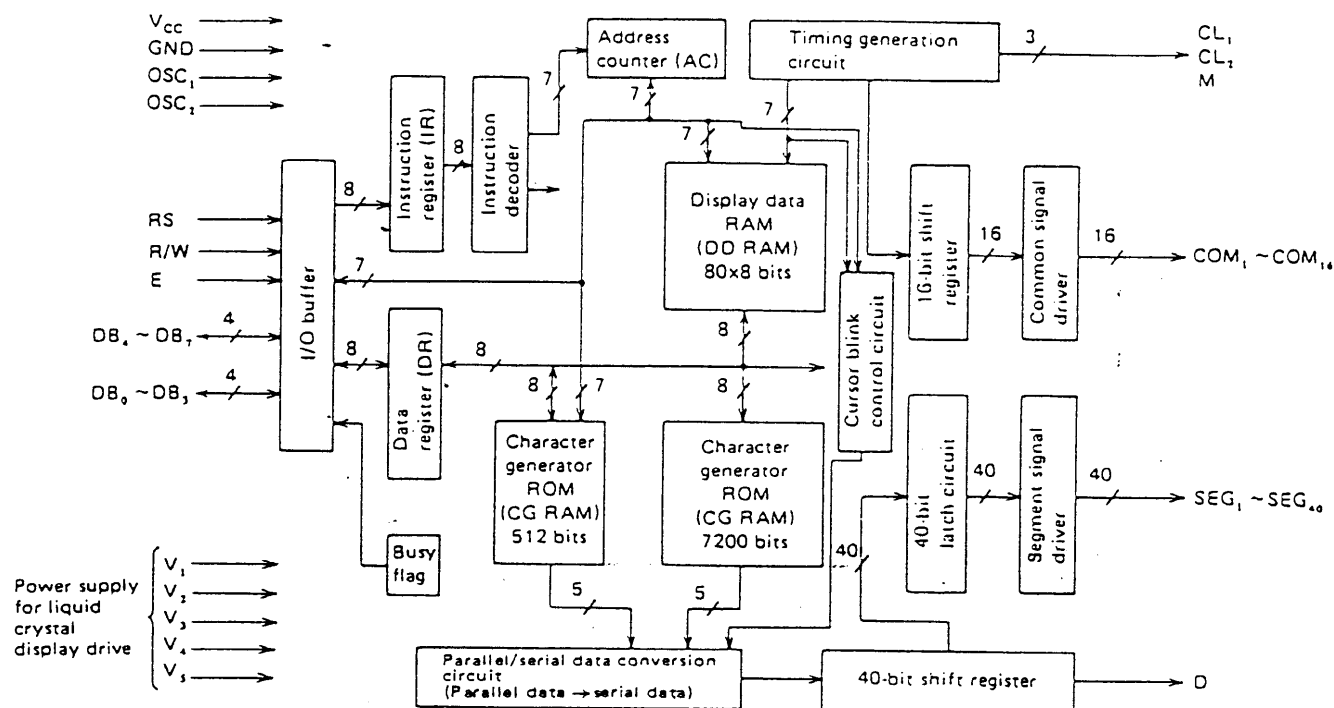 V_CC
GND
OSC₁
OSC₂
Address
counter (AC)
Timing generation
circuit
3
CL₁
CL₂
M
7
7
7
7
Instruction
register (IR)
8
Instruction
decoder
8
RS
R/W
E
DB₄ ~ DB₇
4
DB₀ ~ DB₃
4
I/O buffer
7
8
Data
register (DR)
8
Display data
RAM
(DD RAM)
80x8 bits
8
8
7
8
Cursor blink
control circuit
16-bit shift
register
16
Common signal
driver
16
COM₁ ~ COM₁₆
Character
generator
ROM
(CG RAM)
512 bits
Character
generator
ROM
(CG RAM)
7200 bits
40-bit
latch circuit
40
Segment signal
driver
40
SEG₁ ~ SEG₄₀
40
Busy
flag
5
5
Power supply
for liquid
crystal
display drive
V₁
V₂
V₃
V₄
V₅
Parallel/serial data conversion
circuit
(Parallel data → serial data)
40-bit shift register
D